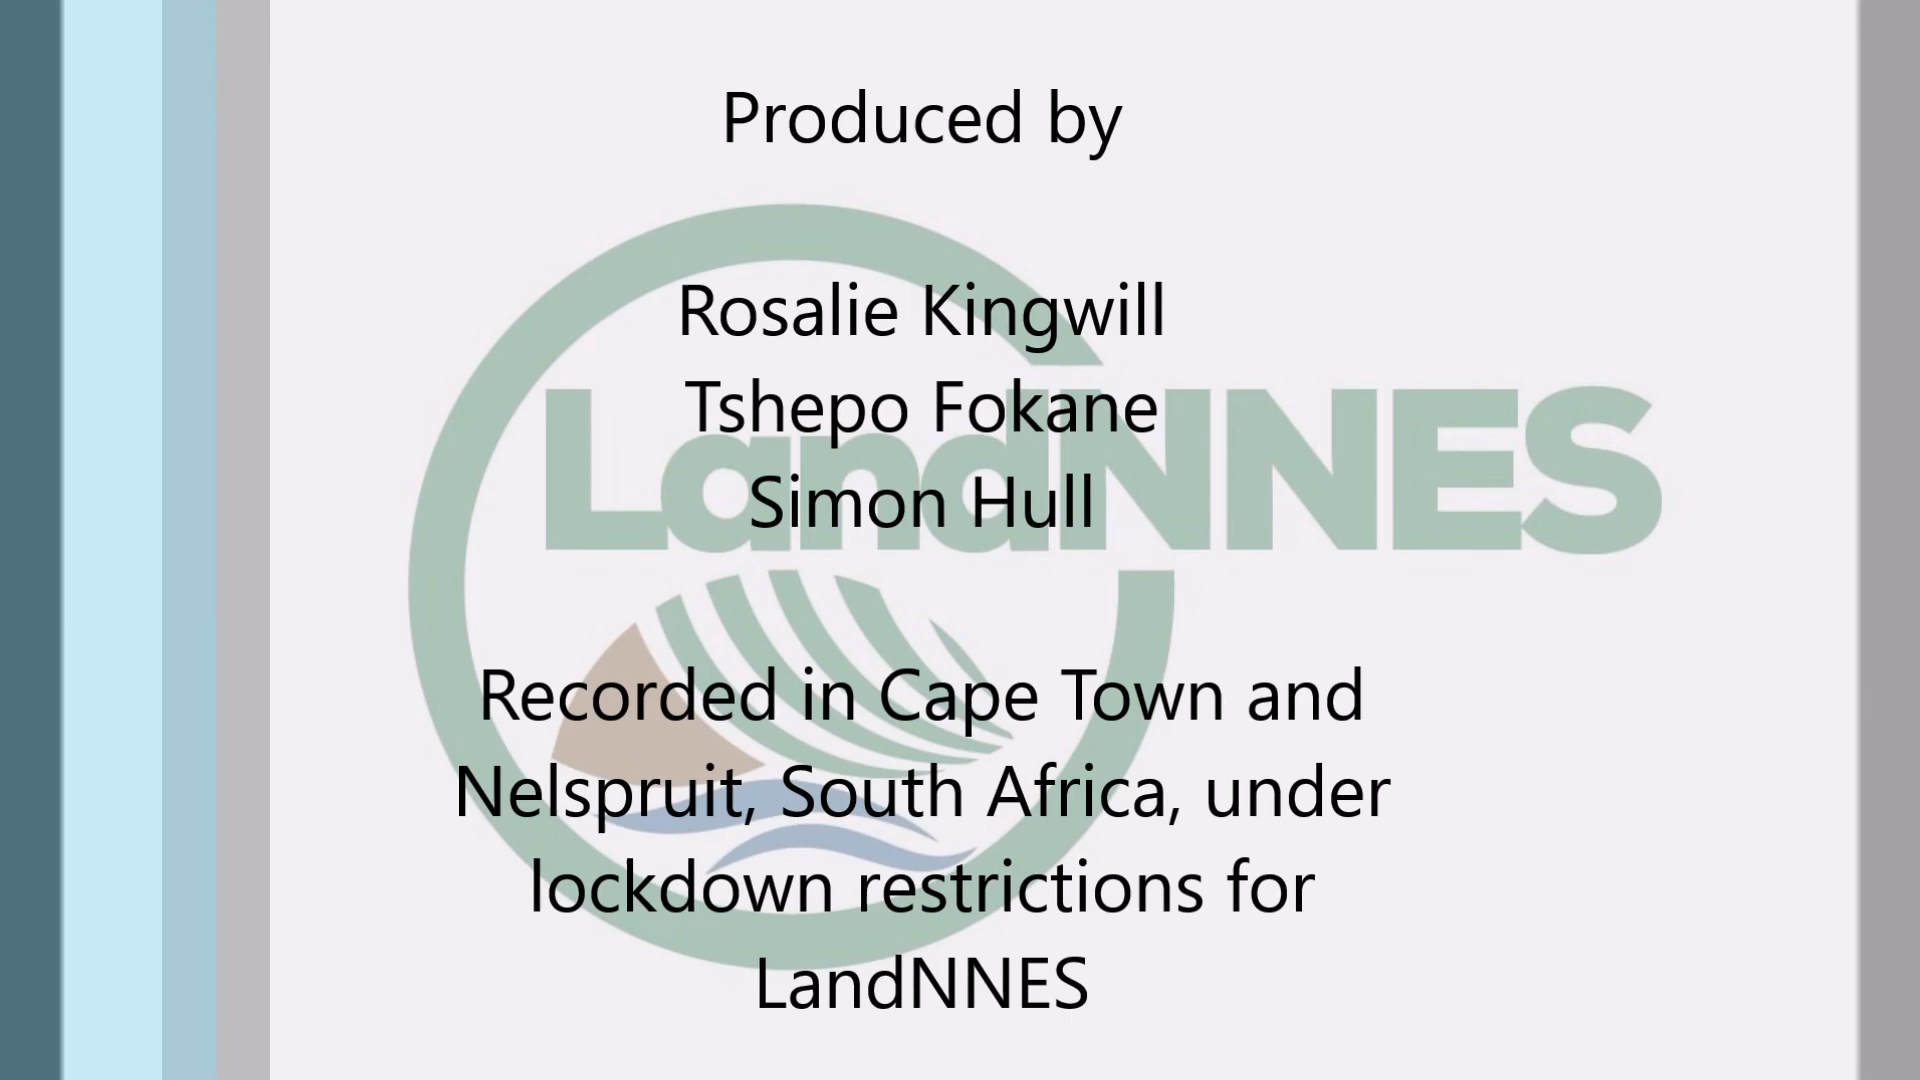 Produced by
Rosalie Kingwill
Tshepo Fokane
Simon Hull
LandNNES
Recorded in Cape Town and
Nelspruit, South Africa, under
lockdown restrictions for
LandNNES